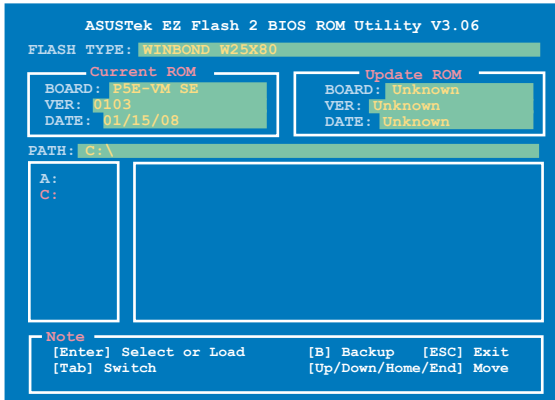 ASUSTek EZ Flash 2 BIOS ROM Utility V3.06
FLASH TYPE: WINBOND W25X80
Current ROM
BOARD: P5E-VM SE
VER: 0103
DATE: 01/15/08
Update ROM
BOARD: Unknown
VER: Unknown
DATE: Unknown
PATH: C:\
A:
C:
Note
[Enter] Select or Load [B] Backup [ESC] Exit
[Tab] Switch [Up/Down/Home/End] Move